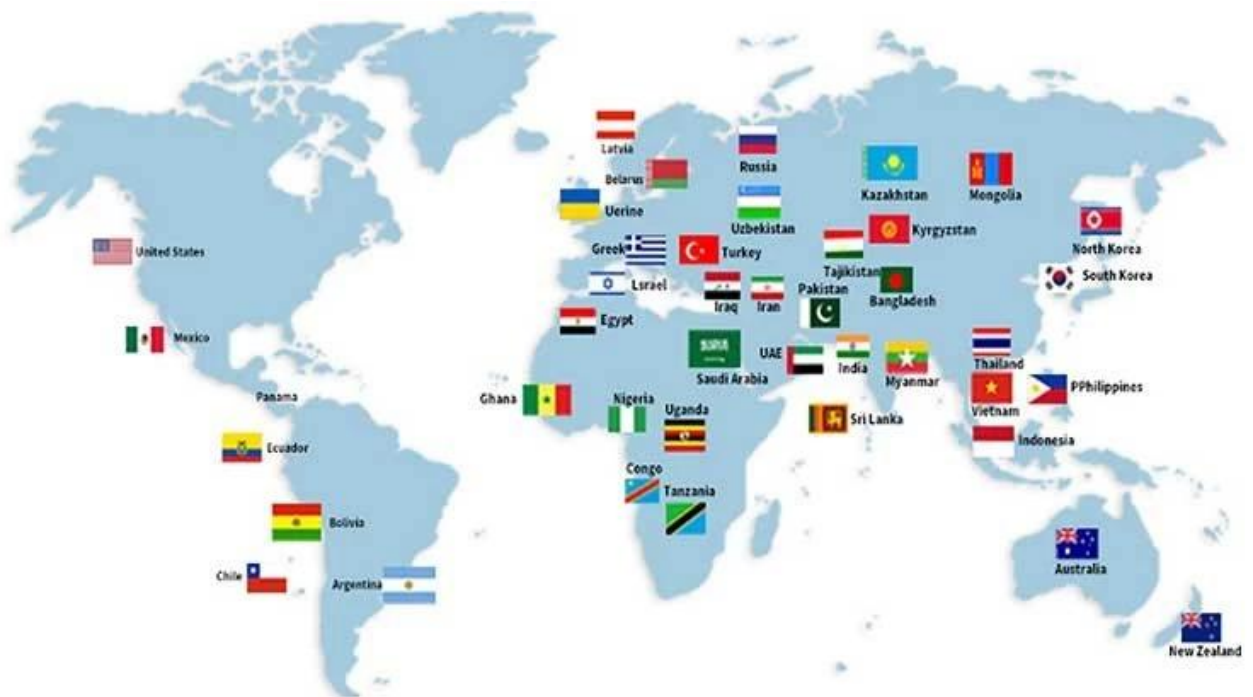 Latvia
Russia
Belarus
Kazakhstan
Mongolia
Uerine
Uzbekistan
Kyrgyzstan
North Korea
United States
Greek
Turkey
Tajikistan
South Korea
Lsrael
Iraq
Iran
Pakistan
Bangladesh
Egypt
Mexico
UAE
India
Thailand
Saudi Arabia
Myanmar
PPhilippines
Panama
Ghana
Nigeria
Uganda
Vietnam
Sri Lanka
Ecuador
Indonesia
Congo
Tanzania
Bolivia
Australia
Chile
Argentina
New Zealand